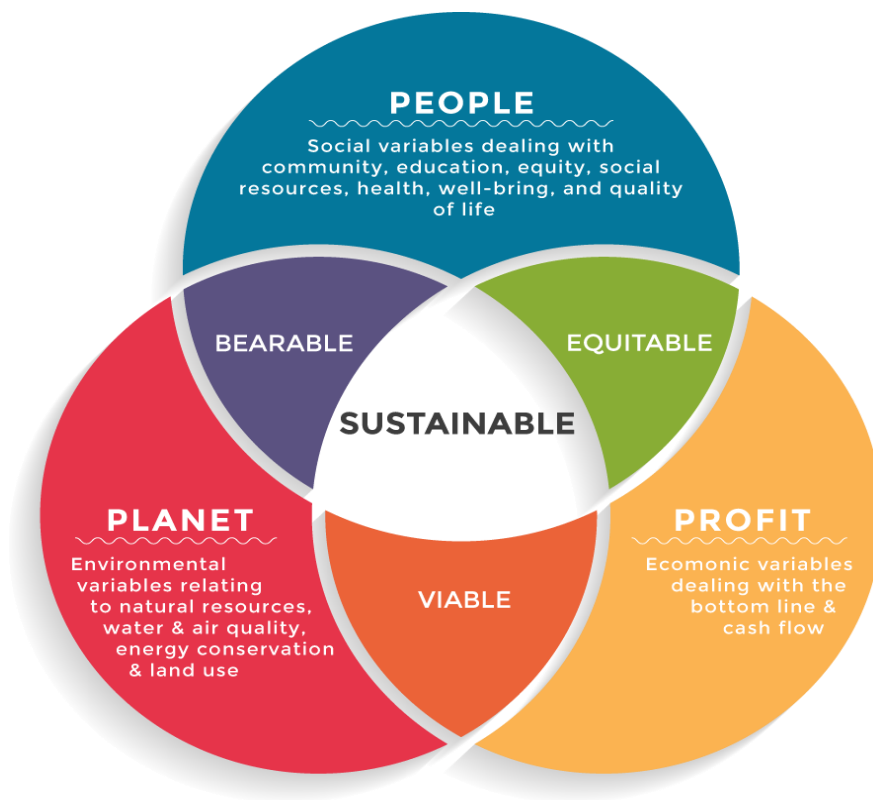 PEOPLE
Social variables dealing with
community, education, equity, social
resources, health, well-bring, and quality
of life
BEARABLE
EQUITABLE
SUSTAINABLE
PLANET
Environmental
variables relating
to natural resources,
water & air quality,
energy conservation
& land use
PROFIT
Ecomonic variables
dealing with the
bottom line &
cash flow
VIABLE